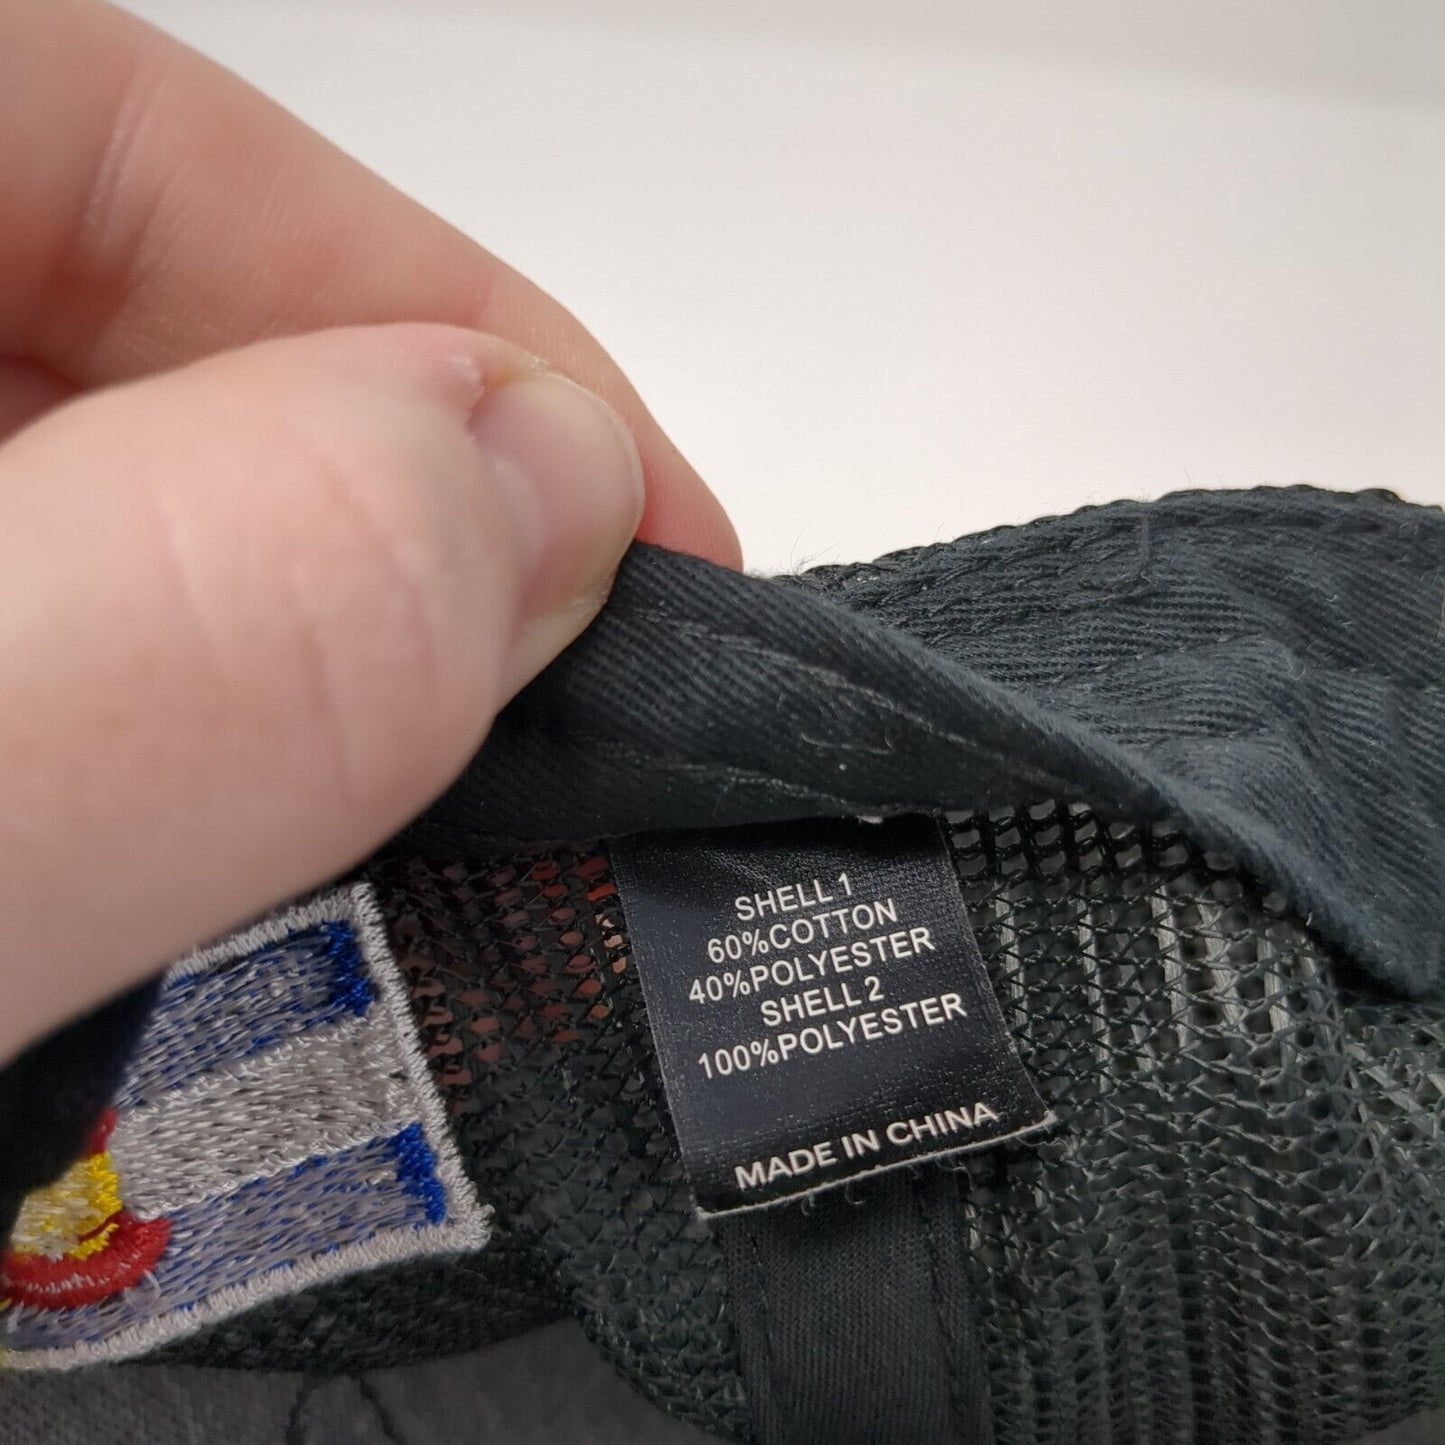 SHELL 1
60%COTTON
40%POLYESTER
SHELL 2
100%POLYESTER
MADE IN CHINA